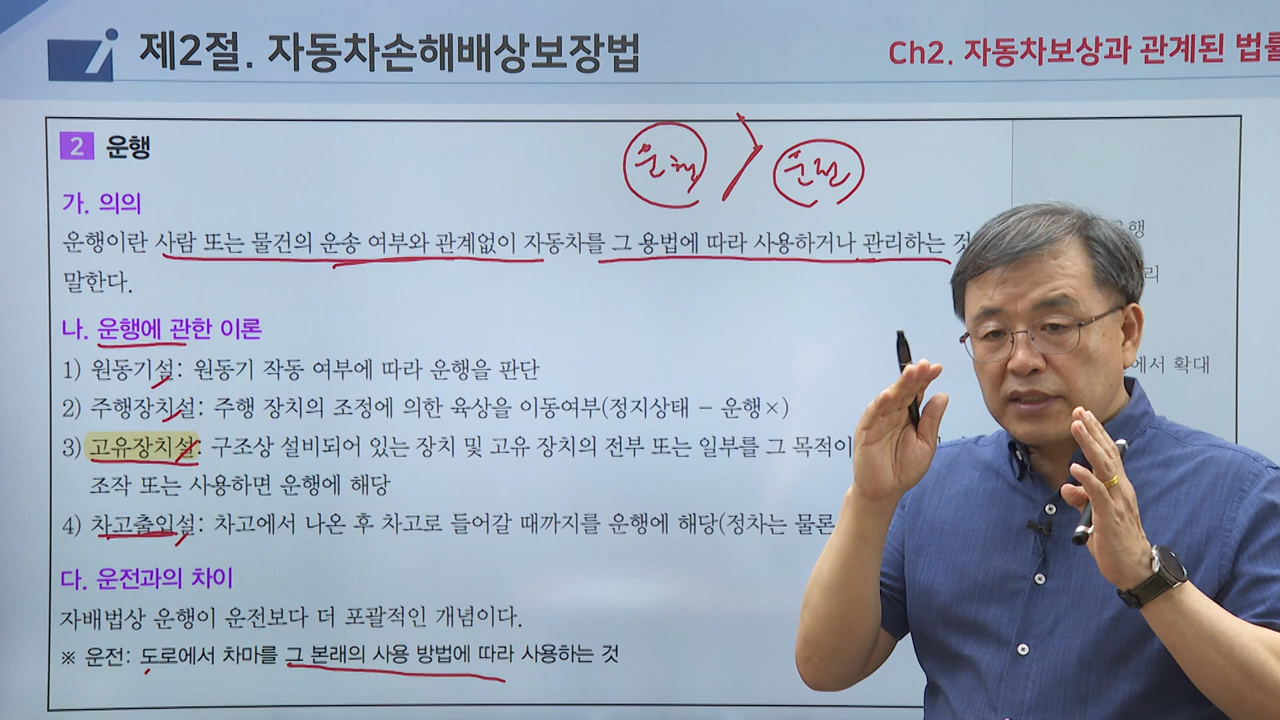 제2절. 자동차손해배상보장법
Ch2. 자동차보상과 관계된 법률
2 운행
운행 > 운전
가. 의의
운행이란 사람 또는 물건의 운송 여부와 관계없이 자동차를 그 용법에 따라 사용하거나 관리하는 것
말한다.
나. 운행에 관한 이론
1) 원동기설: 원동기 작동 여부에 따라 운행을 판단
2) 주행장치설: 주행 장치의 조정에 의한 육상을 이동여부(정지상태 - 운행×)
3) 고유장치설: 구조상 설비되어 있는 장치 및 고유 장치의 전부 또는 일부를 그 목적이
조작 또는 사용하면 운행에 해당
4) 차고출입설: 차고에서 나온 후 차고로 들어갈 때까지를 운행에 해당(정차는 물론
에서 확대
다. 운전과의 차이
자배법상 운행이 운전보다 더 포괄적인 개념이다.
※ 운전: 도로에서 차마를 그 본래의 사용 방법에 따라 사용하는 것